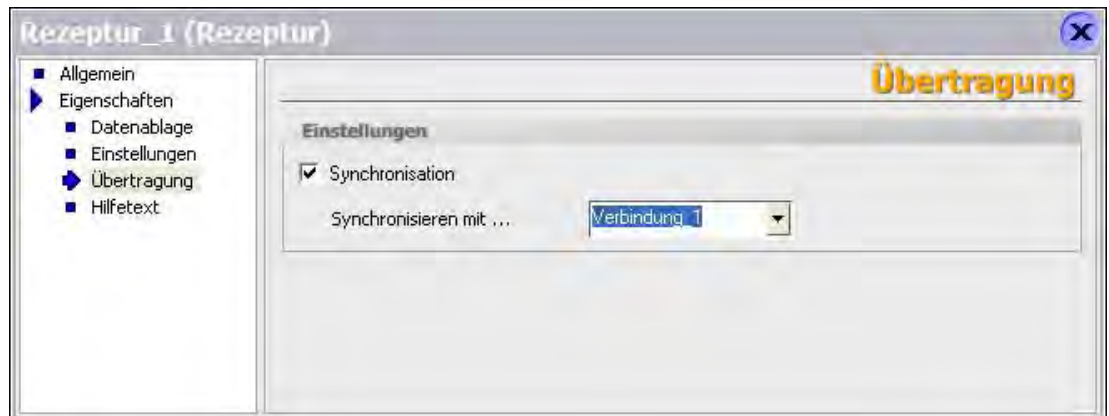 Rezeptur_1 (Rezeptur)
Allgemein
Eigenschaften
Datenablage
Einstellungen
Übertragung
Hilfetext
Übertragung
Einstellungen
Synchronisation
Synchronisieren mit ...
Verbindung_1